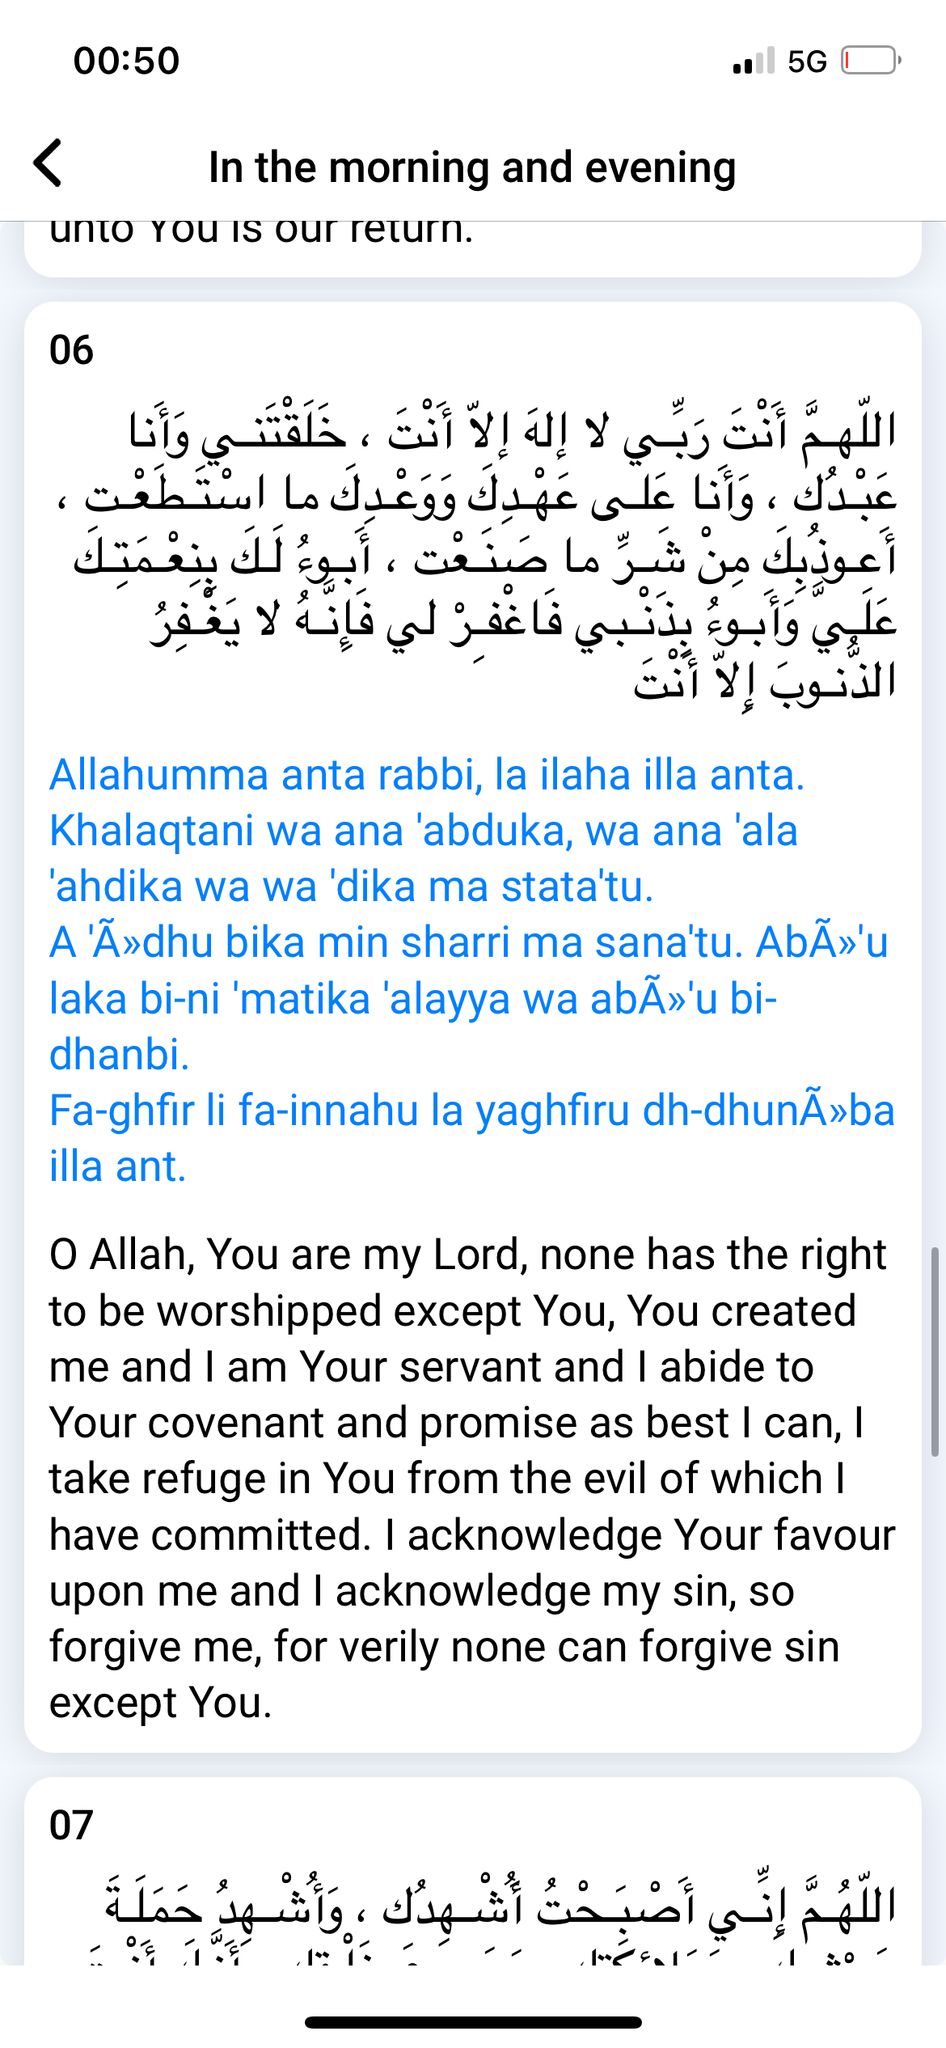 00:50
5G
In the morning and evening
unto You is our return.
06
اللّهـمَّ أَنْتَ رَبِّـي لا إلهَ إلاّ أَنْتَ ، خَلَقْتَنـي وَأَنا
عَبْـدُك ، وَأَنا عَلـى عَهْـدِكَ وَوَعْـدِكَ ما اسْتَـطَعْـت ،
أَعـوذُبِكَ مِنْ شَـرِّ ما صَنَـعْت ، أَبـوءُ لَـكَ بِنِعْـمَتِـكَ
عَلَـيَّ وَأَبـوءُ بِذَنْـبي فَاغْفِـرْ لي فَإِنَّـهُ لا يَغْـفِرُ
الذُّنـوبَ إِلاّ أَنْتَ
Allahumma anta rabbi, la ilaha illa anta.
Khalaqtani wa ana 'abduka, wa ana 'ala
'ahdika wa wa 'dika ma stata'tu.
A 'Ã»dhu bika min sharri ma sana'tu. AbÃ»'u
laka bi-ni 'matika 'alayya wa abÃ»'u bi-
dhanbi.
Fa-ghfir li fa-innahu la yaghfiru dh-dhunÃ»ba
illa ant.
O Allah, You are my Lord, none has the right
to be worshipped except You, You created
me and I am Your servant and I abide to
Your covenant and promise as best I can, I
take refuge in You from the evil of which I
have committed. I acknowledge Your favour
upon me and I acknowledge my sin, so
forgive me, for verily none can forgive sin
except You.
07
اللّهُـمَّ إِنِّـي أَصْبَـحْتُ أُشْـهِدُك ، وَأُشْـهِدُ حَمَلَـةَ